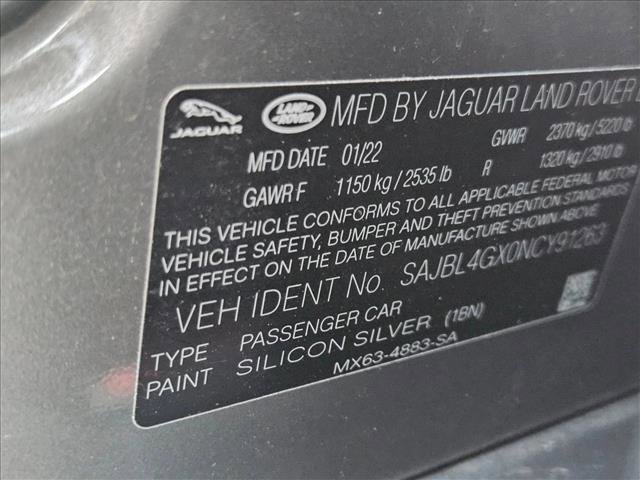 JAGUAR LAND ROVER MFD BY JAGUAR LAND ROVER
MFD DATE 01/22 GVWR 2370 kg / 5220 lb
GAWR F 1150 kg / 2535 lb R 1320 kg / 2910 lb
THIS VEHICLE CONFORMS TO ALL APPLICABLE FEDERAL MOTOR
VEHICLE SAFETY, BUMPER AND THEFT PREVENTION STANDARDS
IN EFFECT ON THE DATE OF MANUFACTURE SHOWN ABOVE
VEH IDENT No. SAJBL4GX0NCY91263
TYPE PASSENGER CAR
PAINT SILICON SILVER (1BN)
MX63-4883-SA